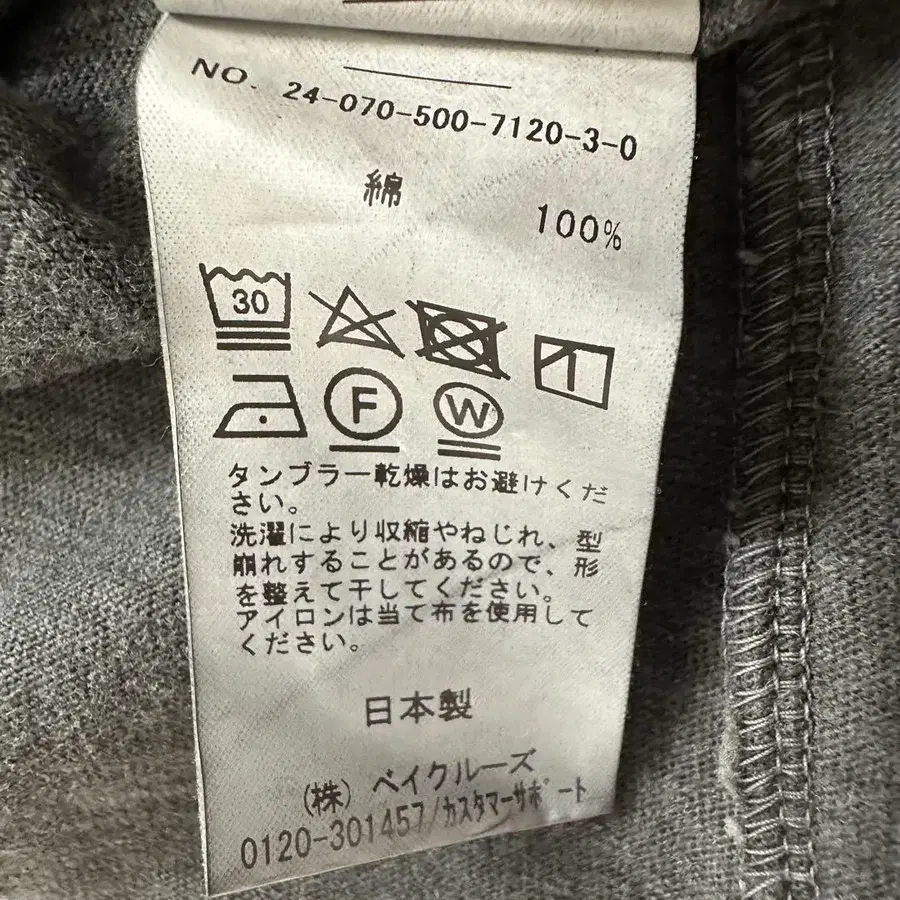 NO. 24-070-500-7120-3-0
綿
100%
30
F
W
タンブラー乾燥はお避けくだ
さい。
洗濯により収縮やねじれ、型
崩れすることがあるので、形
を整えて干してください。
アイロンは当て布を使用して
ください。
日本製
(株) ベイクルーズ
0120-301457/カスタマーサポート